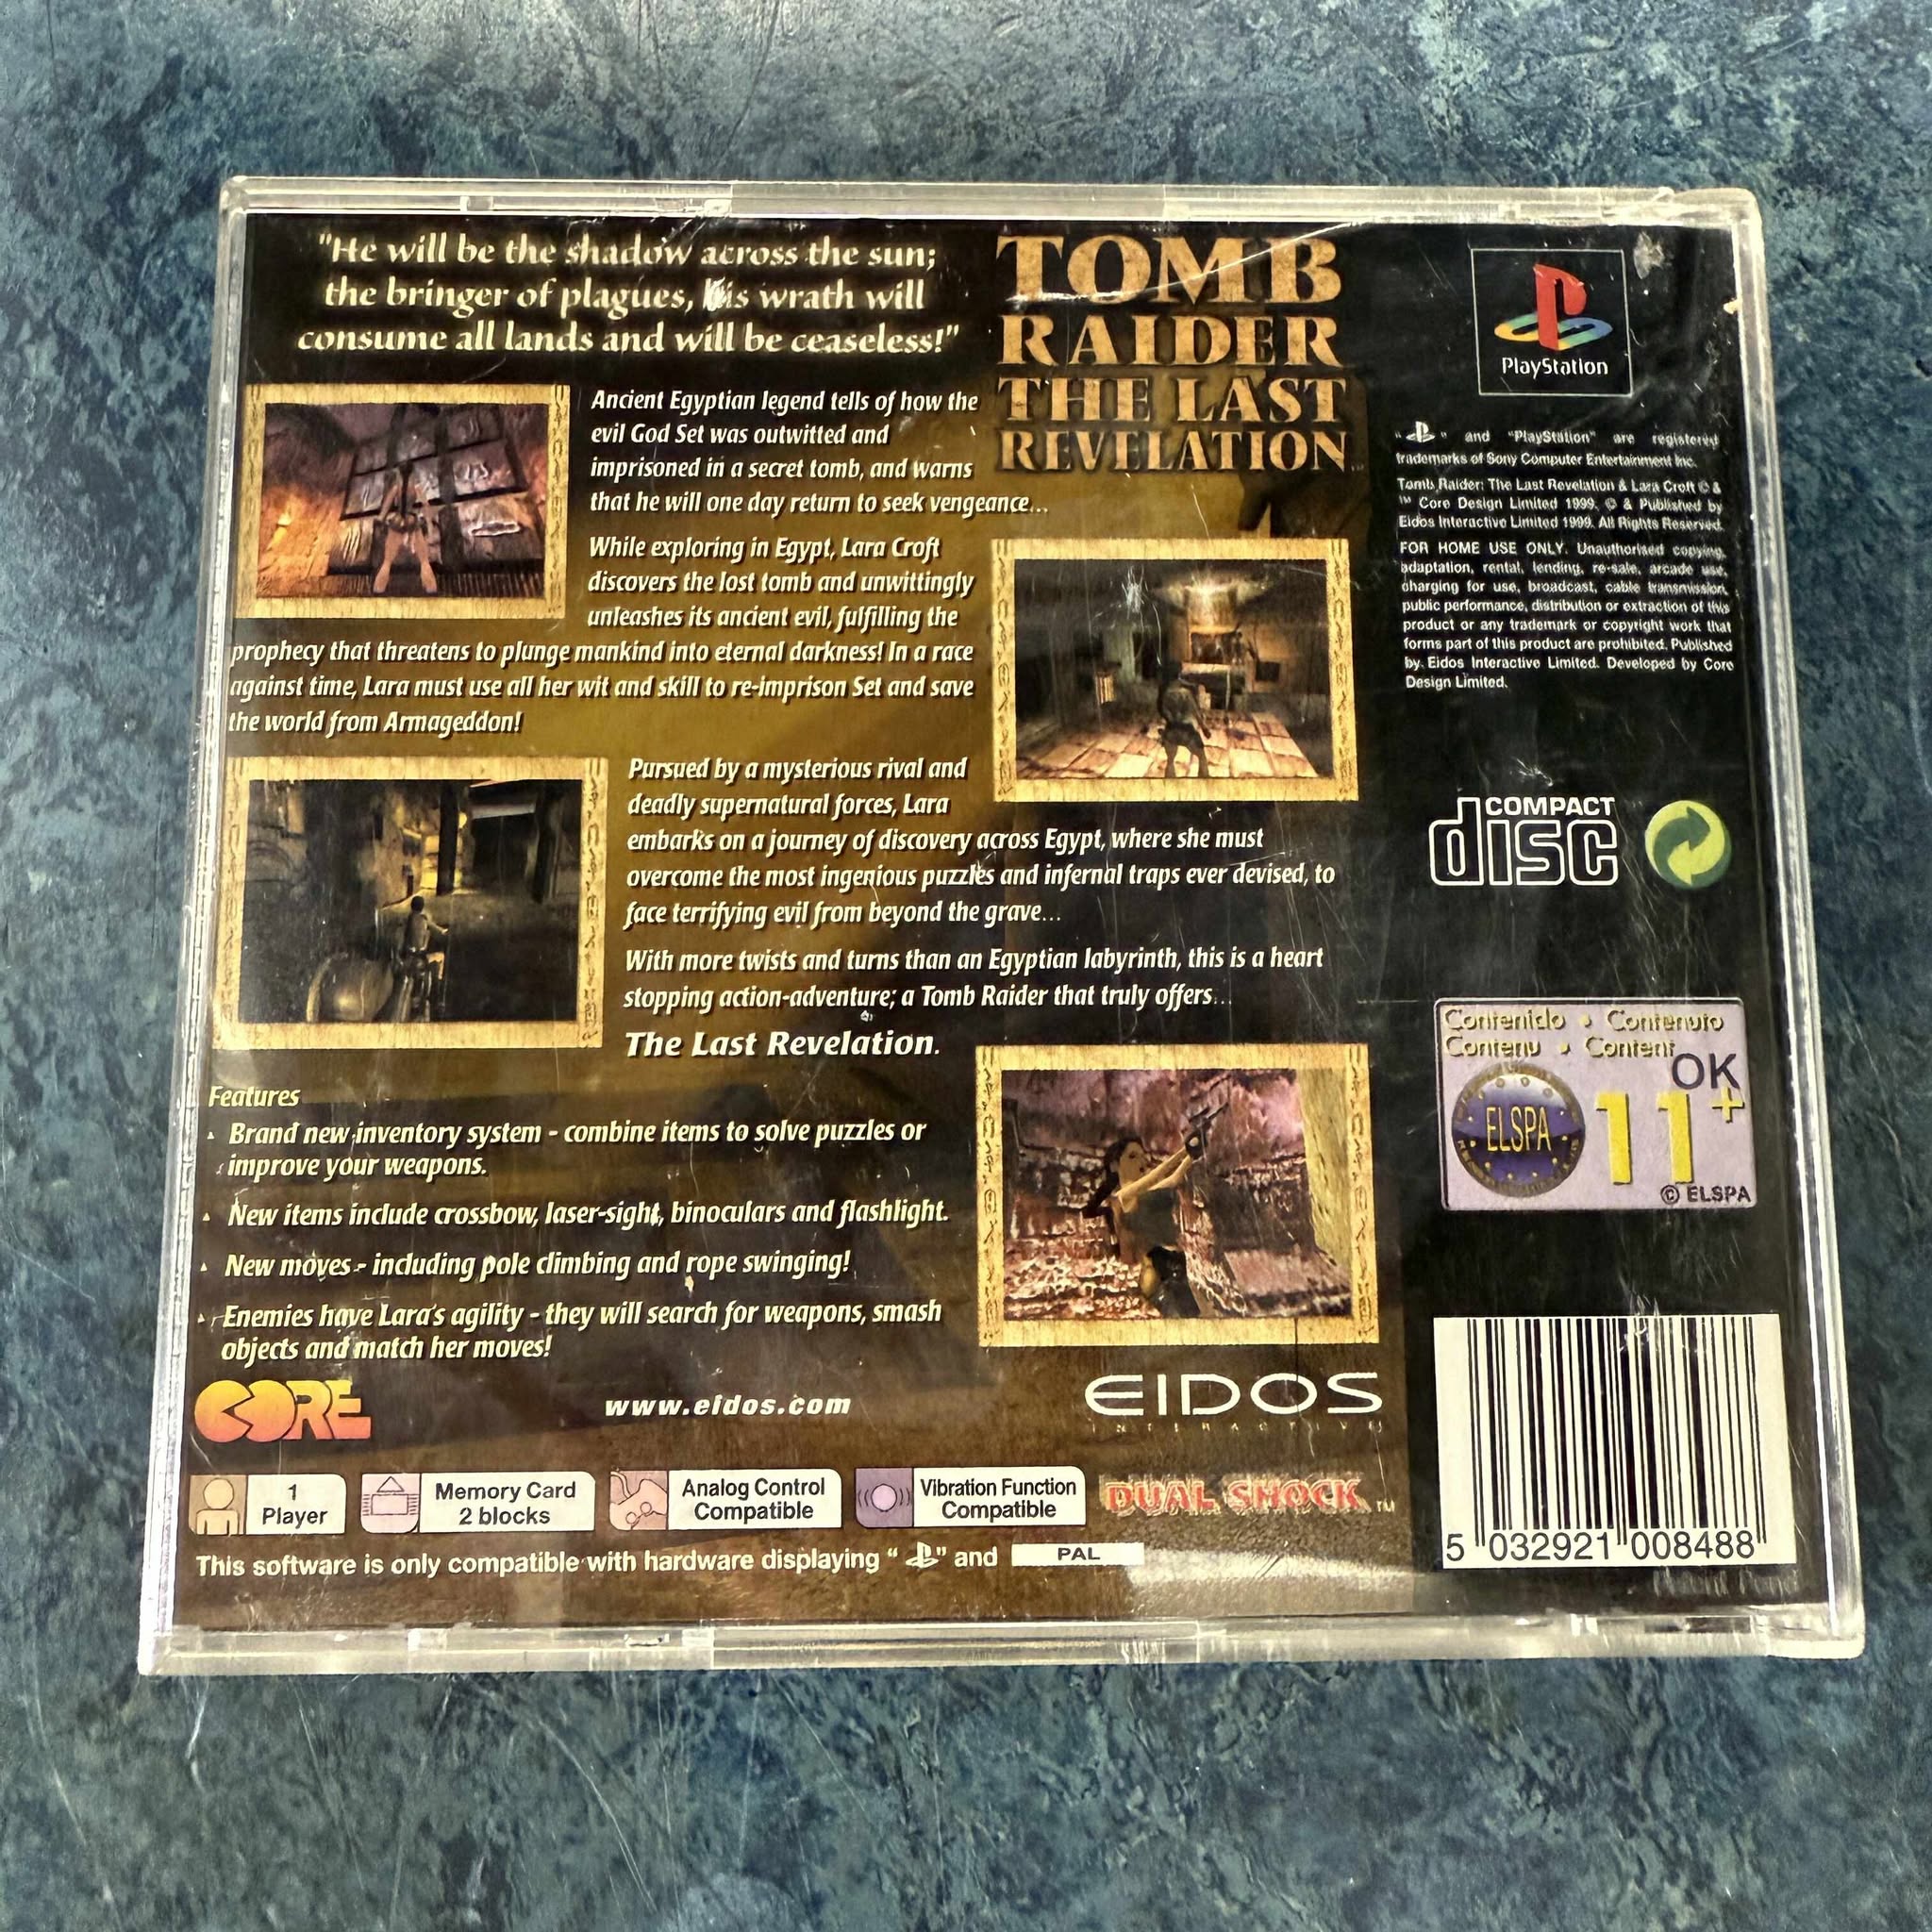 "He will be the shadow across the sun;
the bringer of plagues, his wrath will
consume all lands and will be ceaseless!"
TOMB
RAIDER
THE LAST
REVELATION
Ancient Egyptian legend tells of how the
evil God Set was outwitted and
imprisoned in a secret tomb, and warns
that he will one day return to seek vengeance...
While exploring in Egypt, Lara Croft
discovers the lost tomb and unwittingly
unleashes its ancient evil, fulfilling the
prophecy that threatens to plunge mankind into eternal darkness! In a race
against time, Lara must use all her wit and skill to re-imprison Set and save
the world from Armageddon!
Pursued by a mysterious rival and
deadly supernatural forces, Lara
embarks on a journey of discovery across Egypt, where she must
overcome the most ingenious puzzles and infernal traps ever devised, to
face terrifying evil from beyond the grave...
With more twists and turns than an Egyptian labyrinth, this is a heart
stopping action-adventure; a Tomb Raider that truly offers...
The Last Revelation.
Features
Brand new inventory system - combine items to solve puzzles or
improve your weapons.
New items include crossbow, laser-sight, binoculars and flashlight.
New moves - including pole climbing and rope swinging!
Enemies have Lara's agility - they will search for weapons, smash
objects and match her moves!
CORE
www.eidos.com
EIDOS
INTERACTIVE
1
Player
Memory Card
2 blocks
Analog Control
Compatible
Vibration Function
Compatible
DUAL SHOCK™
This software is only compatible with hardware displaying " " and PAL
PlayStation
" " and "PlayStation" are registered
trademarks of Sony Computer Entertainment Inc.
Tomb Raider: The Last Revelation & Lara Croft © &
™ Core Design Limited 1999. © & Published by
Eidos Interactive Limited 1999. All Rights Reserved.
FOR HOME USE ONLY. Unauthorised copying,
adaptation, rental, lending, re-sale, arcade use,
charging for use, broadcast, cable transmission,
public performance, distribution or extraction of this
product or any trademark or copyright work that
forms part of this product are prohibited. Published
by Eidos Interactive Limited. Developed by Core
Design Limited.
COMPACT
disc
Contenido • Contenuto
Contenu • Content
OK
ELSPA
11+
© ELSPA
5 032921 008488